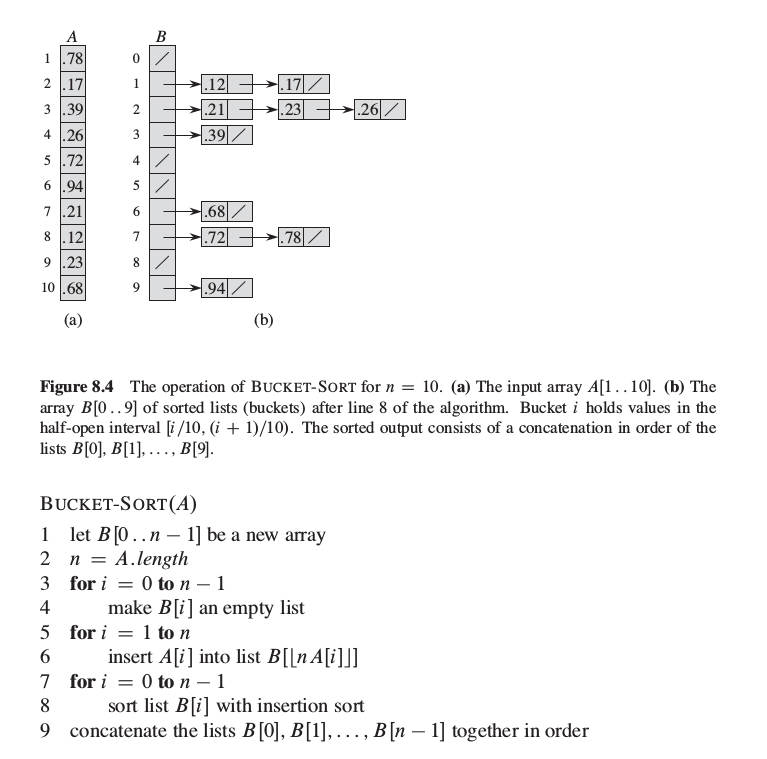 A B
1 .78 0
2 .17 1 .12 .17
3 .39 2 .21 .23 .26
4 .26 3 .39
5 .72 4
6 .94 5
7 .21 6 .68
8 .12 7 .72 .78
9 .23 8
10 .68 9 .94
(a) (b)
Figure 8.4 The operation of BUCKET-SORT for n = 10. (a) The input array A[1..10]. (b) The
array B[0..9] of sorted lists (buckets) after line 8 of the algorithm. Bucket i holds values in the
half-open interval [i/10, (i + 1)/10). The sorted output consists of a concatenation in order of the
lists B[0], B[1], ..., B[9].
BUCKET-SORT(A)
1 let B[0..n − 1] be a new array
2 n = A.length
3 for i = 0 to n − 1
4 make B[i] an empty list
5 for i = 1 to n
6 insert A[i] into list B[⌊nA[i]⌋]
7 for i = 0 to n − 1
8 sort list B[i] with insertion sort
9 concatenate the lists B[0], B[1], ..., B[n − 1] together in order